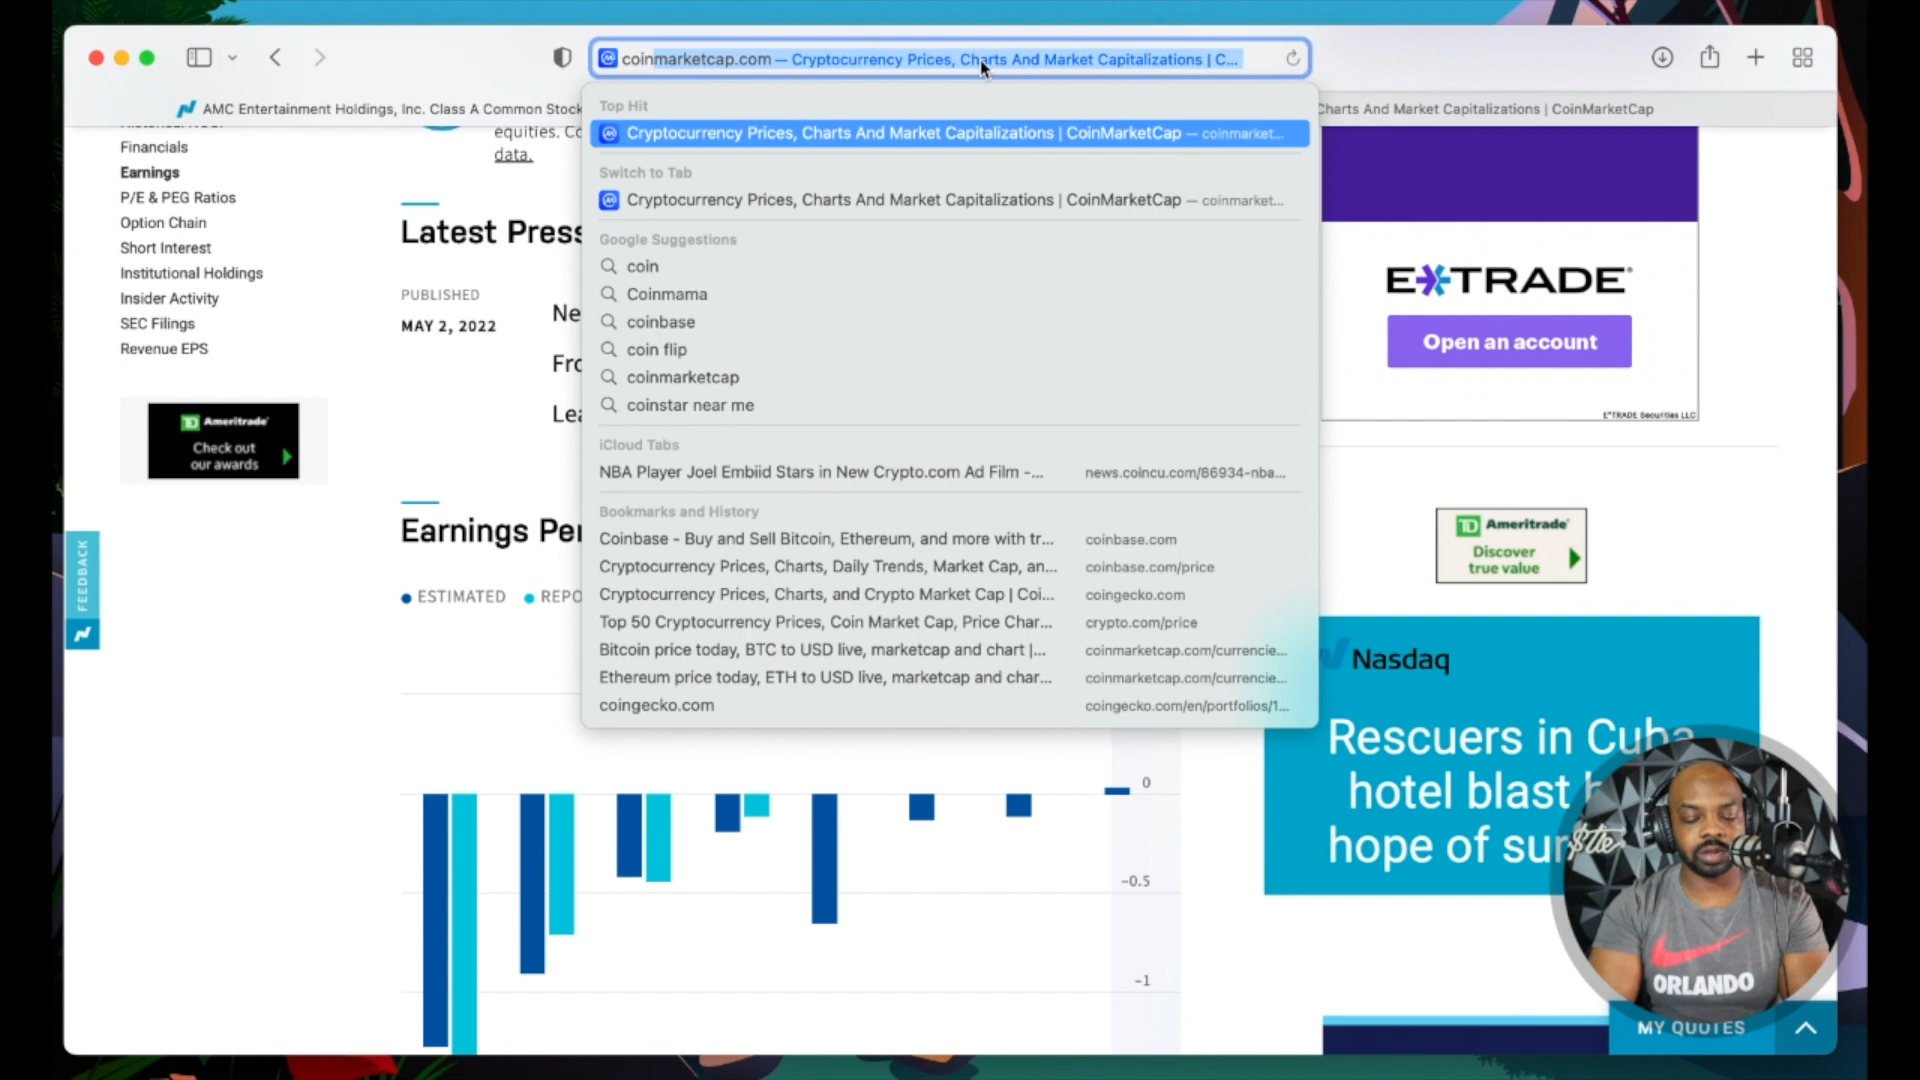 coinmarketcap.com — Cryptocurrency Prices, Charts And Market Capitalizations | C...
AMC Entertainment Holdings, Inc. Class A Common Stock
Charts And Market Capitalizations | CoinMarketCap
Top Hit
Cryptocurrency Prices, Charts And Market Capitalizations | CoinMarketCap — coinmarket...
Switch to Tab
Cryptocurrency Prices, Charts And Market Capitalizations | CoinMarketCap — coinmarket...
Google Suggestions
coin
Coinmama
coinbase
coin flip
coinmarketcap
coinstar near me
iCloud Tabs
NBA Player Joel Embiid Stars in New Crypto.com Ad Film -... news.coincu.com/86934-nba...
Bookmarks and History
Coinbase - Buy and Sell Bitcoin, Ethereum, and more with tr... coinbase.com
Cryptocurrency Prices, Charts, Daily Trends, Market Cap, an... coinbase.com/price
Cryptocurrency Prices, Charts, and Crypto Market Cap | Coi... coingecko.com
Top 50 Cryptocurrency Prices, Coin Market Cap, Price Char... crypto.com/price
Bitcoin price today, BTC to USD live, marketcap and chart |... coinmarketcap.com/currencie...
Ethereum price today, ETH to USD live, marketcap and char... coinmarketcap.com/currencie...
coingecko.com coingecko.com/en/portfolios/1...
Financials
Earnings
P/E & PEG Ratios
Option Chain
Short Interest
Institutional Holdings
Insider Activity
SEC Filings
Revenue EPS
TD Ameritrade
Check out
our awards
FEEDBACK
equities. Co
data.
Latest Press
PUBLISHED
MAY 2, 2022
Ne
Fro
Lea
Earnings Per
ESTIMATED
REPO
0
-0.5
-1
E*TRADE
Open an account
E*TRADE Securities LLC
TD Ameritrade
Discover
true value
Nasdaq
Rescuers in Cuba
hotel blast h
hope of sur
ORLANDO
MY QUOTES